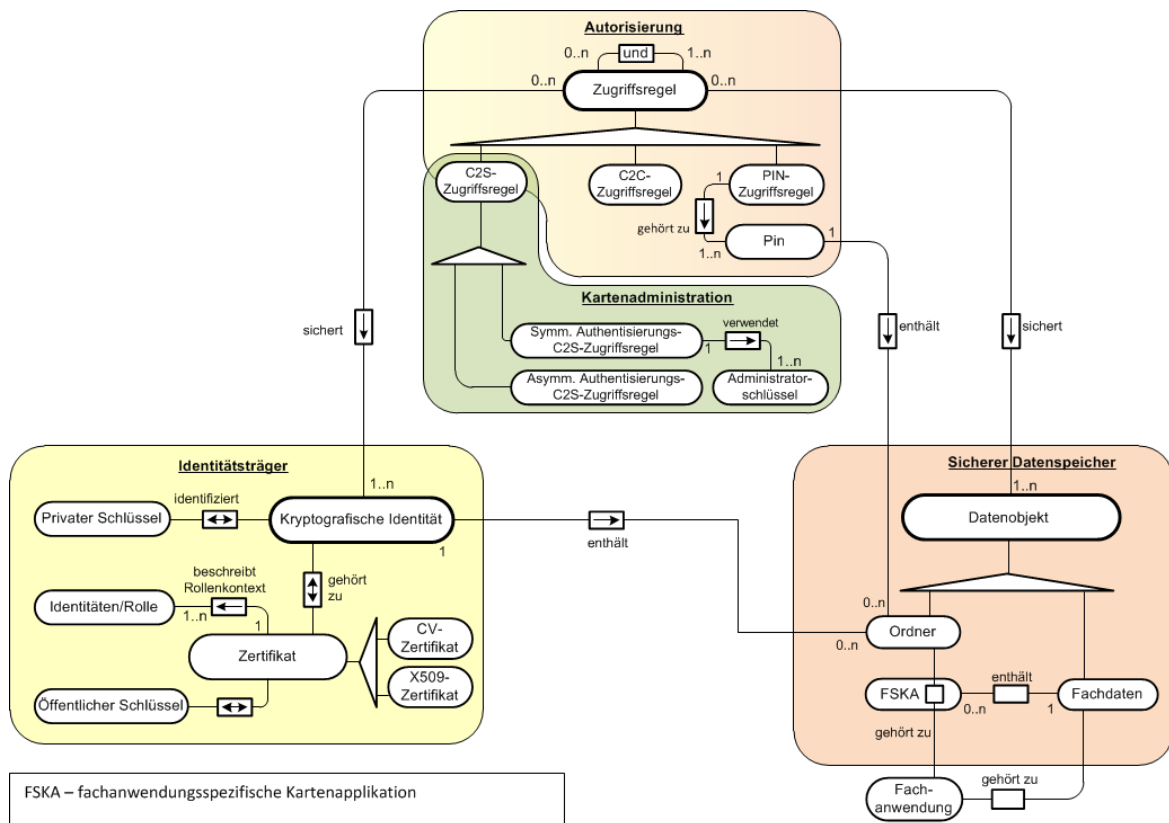 Autorisierung
0..n
und
1..n
0..n
Zugriffsregel
0..n
C2S-
Zugriffsregel
C2C-
Zugriffsregel
1
PIN-
Zugriffsregel
gehört zu
1..n
Pin
1
Kartenadministration
sichert
enthält
sichert
Symm. Authentisierungs-
C2S-Zugriffsregel
1
verwendet
1..n
Asymm. Authentisierungs-
C2S-Zugriffsregel
Administrator-
schlüssel
Identitätsträger
1..n
identifiziert
Privater Schlüssel
Kryptografische Identität
1
enthält
beschreibt
Rollenkontext
gehört
zu
Identitäten/Rolle
1..n
1
Zertifikat
CV-
Zertifikat
X509-
Zertifikat
Öffentlicher Schlüssel
Sicherer Datenspeicher
1..n
Datenobjekt
0..n
Ordner
0..n
FSKA
0..n
enthält
1
Fachdaten
gehört zu
Fach-
anwendung
gehört zu
FSKA – fachanwendungsspezifische Kartenapplikation